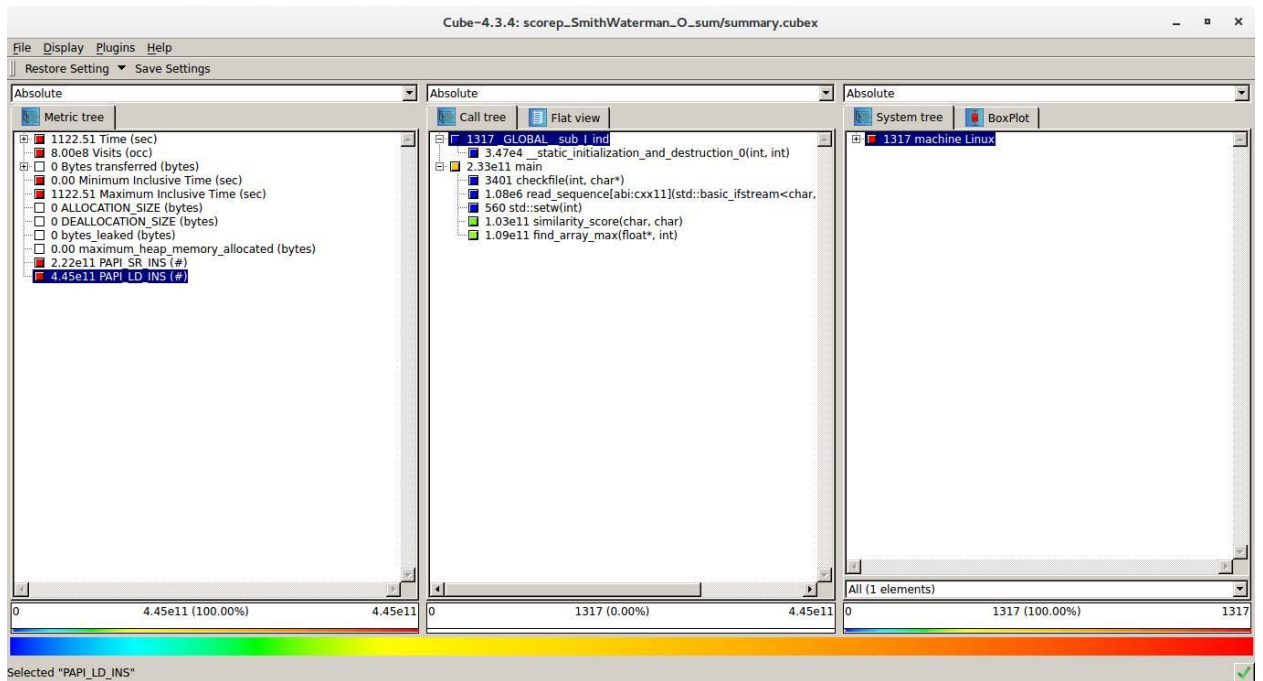 Cube-4.3.4: scorep_SmithWaterman_O_sum/summary.cubex
File Display Plugins Help
Restore Setting Save Settings
Absolute
Metric tree
1122.51 Time (sec)
8.00e8 Visits (occ)
0 Bytes transferred (bytes)
0.00 Minimum Inclusive Time (sec)
1122.51 Maximum Inclusive Time (sec)
0 ALLOCATION_SIZE (bytes)
0 DEALLOCATION_SIZE (bytes)
0 bytes_leaked (bytes)
0.00 maximum_heap_memory_allocated (bytes)
2.22e11 PAPI_SR_INS (#)
4.45e11 PAPI_LD_INS (#)
0 4.45e11 (100.00%) 4.45e11
Absolute
Call tree Flat view
1317 _GLOBAL__sub_I_ind
3.47e4 __static_initialization_and_destruction_0(int, int)
2.33e11 main
3401 checkfile(int, char*)
1.08e6 read_sequence[abi:cxx11](std::basic_ifstream<char,
560 std::setw(int)
1.03e11 similarity_score(char, char)
1.09e11 find_array_max(float*, int)
0 1317 (0.00%) 4.45e11
Absolute
System tree BoxPlot
1317 machine Linux
All (1 elements)
0 1317 (100.00%) 1317
Selected "PAPI_LD_INS"